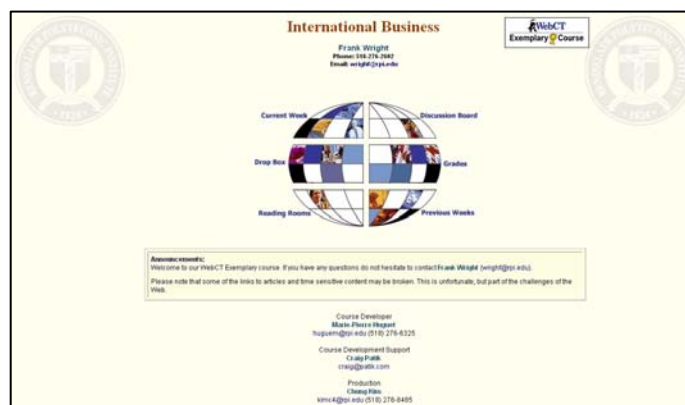 International Business
WebCT
Exemplary Course
Frank Wright
Phone: 518-276-2602
Email: wrightf@rpi.edu
Current Week
Discussion Board
Drop Box
Grades
Reading Rooms
Previous Weeks
Announcements:
Welcome to our WebCT Exemplary course. If you have any questions do not hesitate to contact Frank Wright (wrightf@rpi.edu).
Please note that some of the links to articles and time sensitive content may be broken. This is unfortunate, but part of the challenges of the
Web.
Course Developer
Marie-Pierre Huguet
huguem@rpi.edu (518) 276-6325
Course Development Support
Craig Patik
craig@patik.com
Production
Chung Kim
kimc4@rpi.edu (518) 276-8485